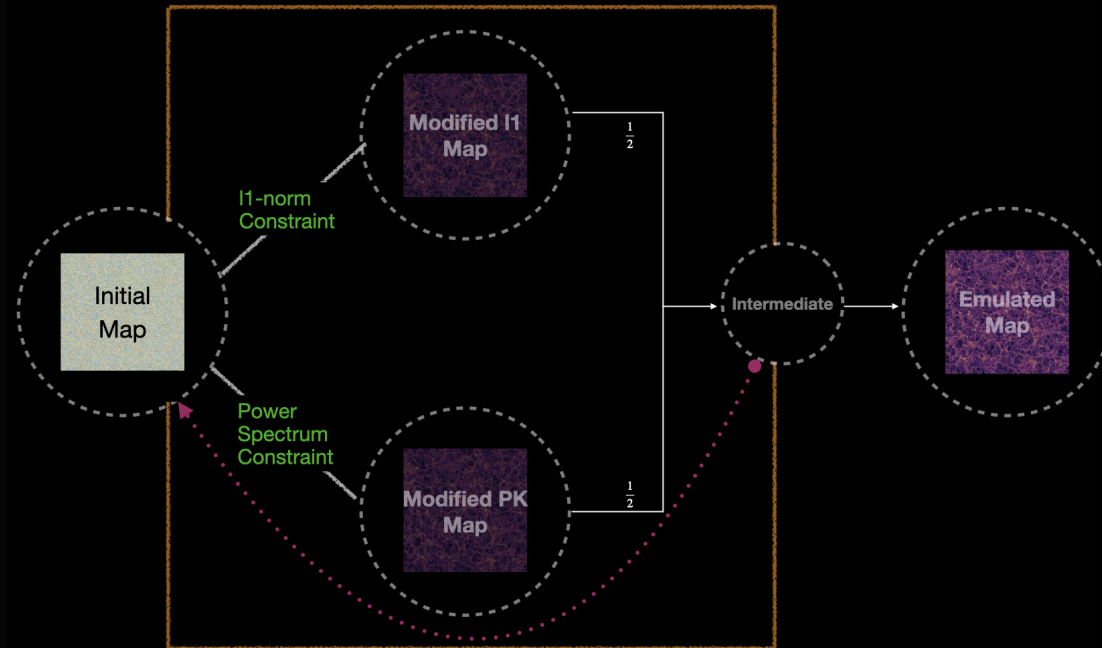 Initial
Map
l1-norm
Constraint
Modified l1
Map
1/2
Power
Spectrum
Constraint
Modified PK
Map
1/2
Intermediate
Emulated
Map